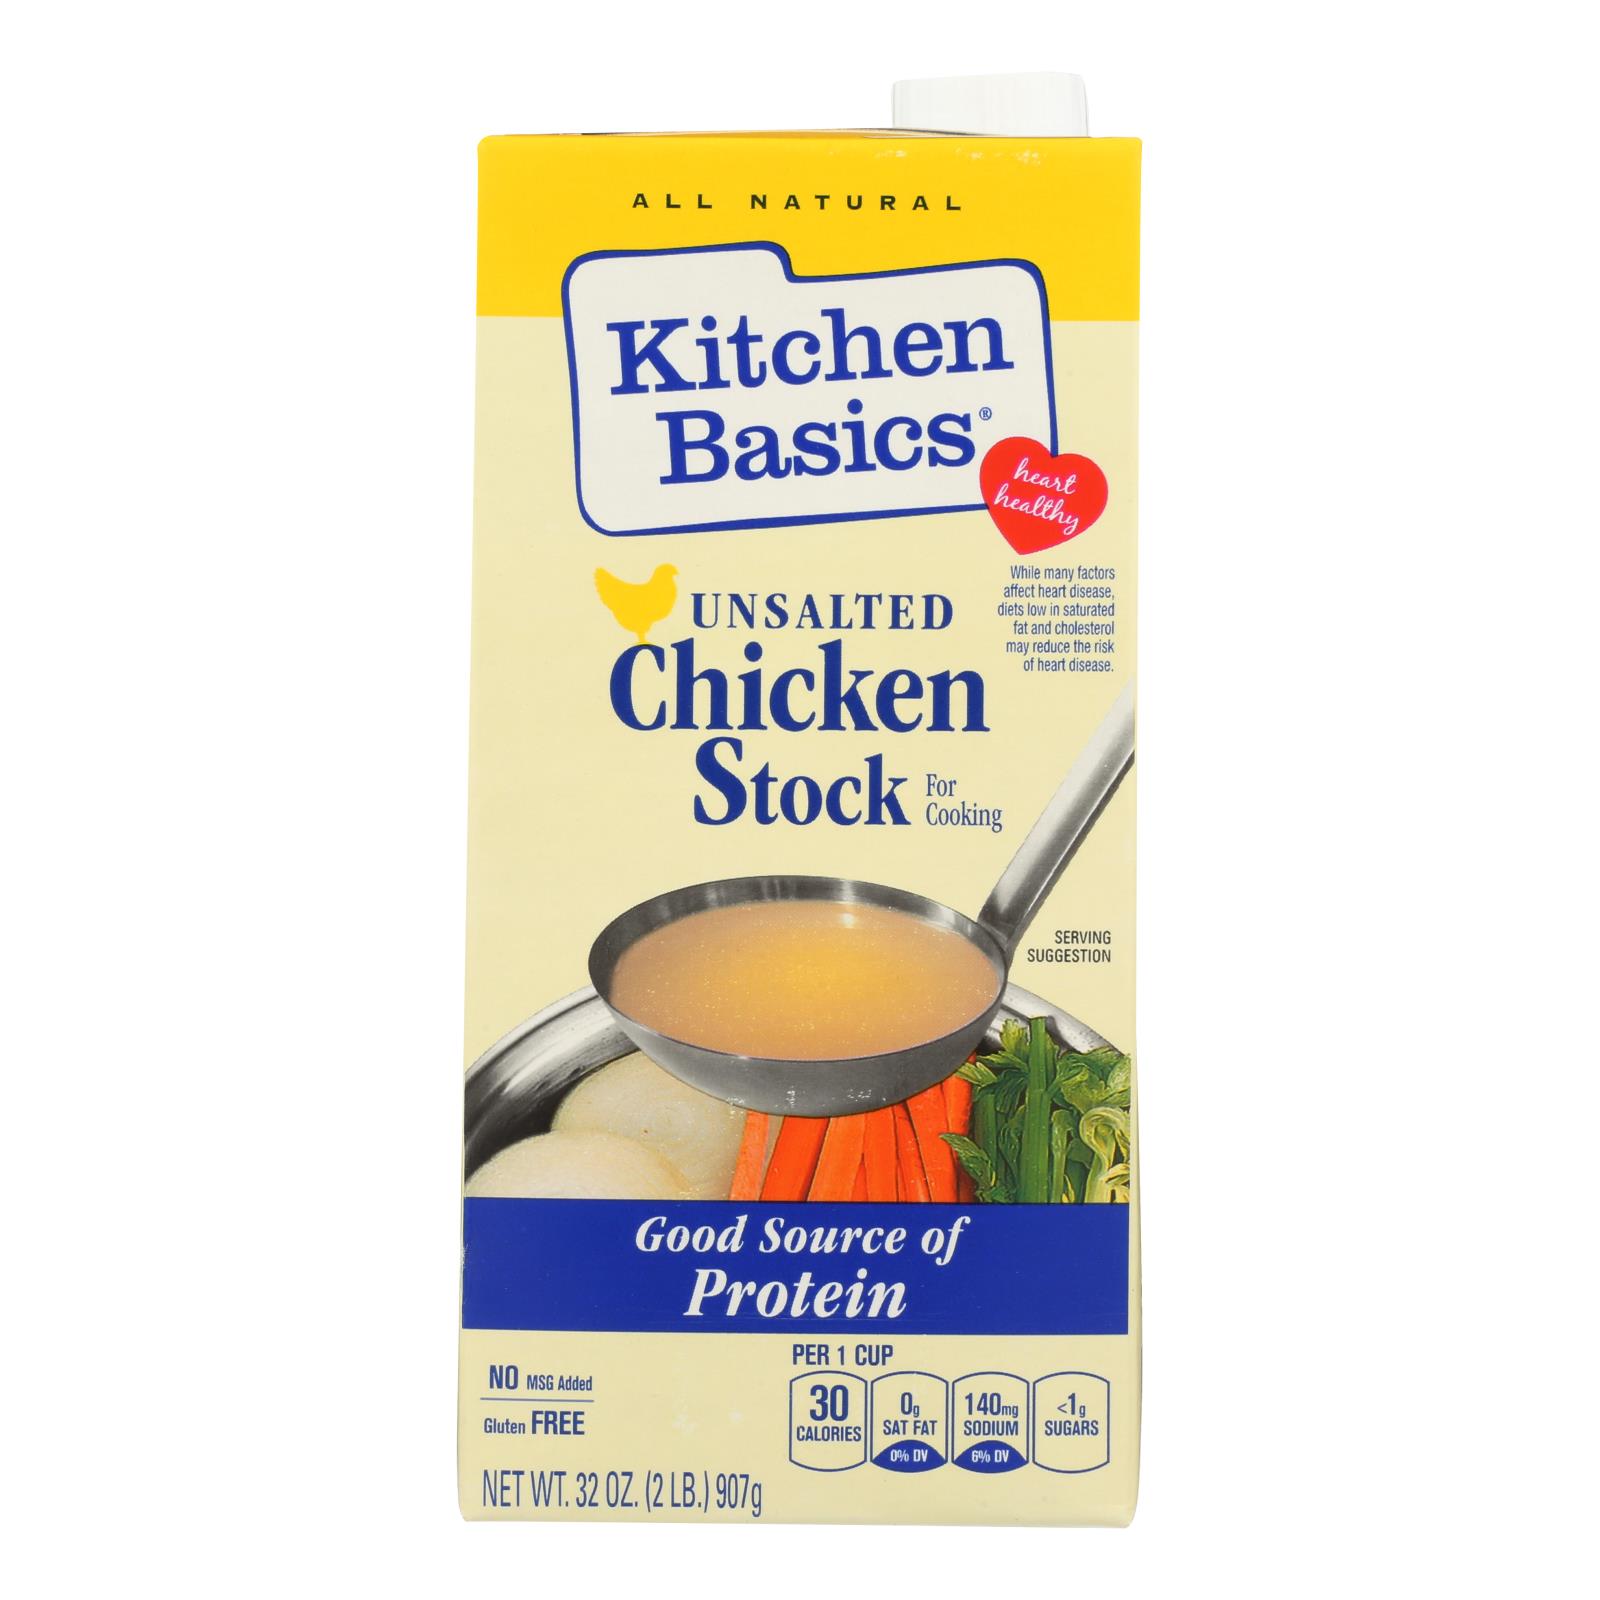 ALL NATURAL
Kitchen
Basics®
heart
healthy
While many factors
affect heart disease,
diets low in saturated
fat and cholesterol
may reduce the risk
of heart disease.
UNSALTED
Chicken
Stock
For
Cooking
SERVING
SUGGESTION
Good Source of
Protein
NO MSG Added
Gluten FREE
PER 1 CUP
30
CALORIES
0g
SAT FAT
0% DV
140mg
SODIUM
6% DV
<1g
SUGARS
NET WT. 32 OZ. (2 LB.) 907g